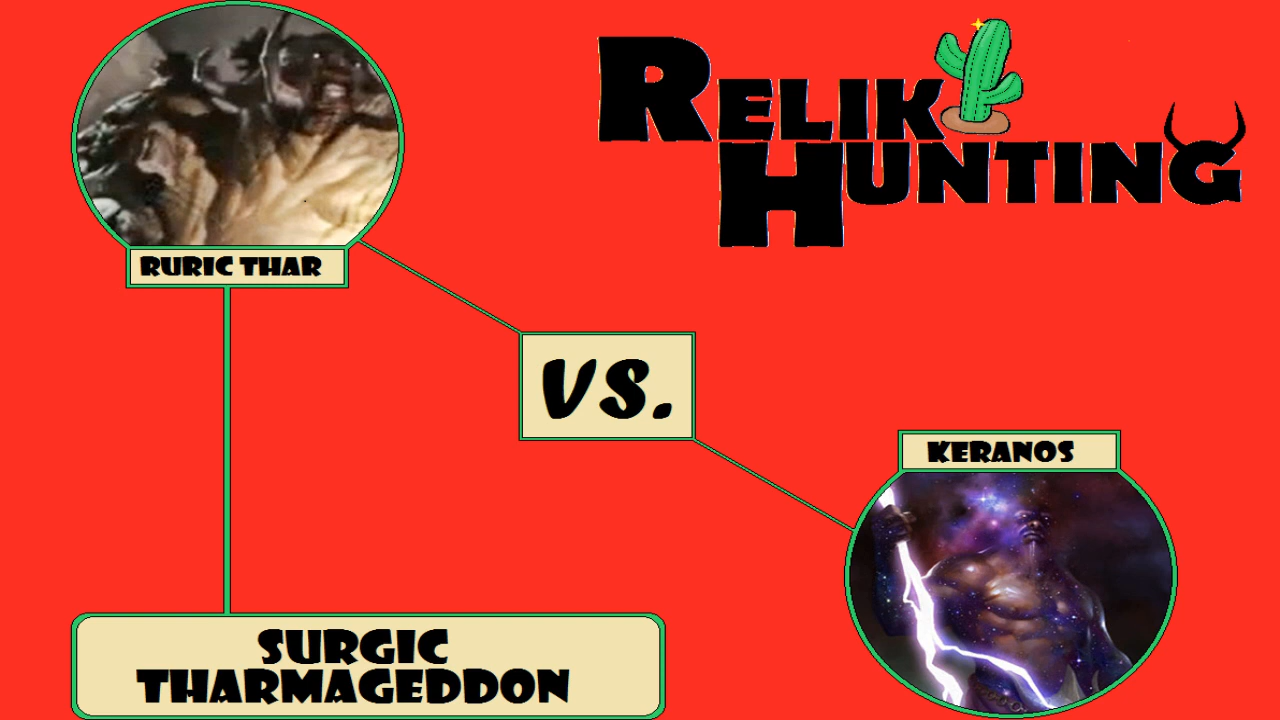 RELIK
HUNTING
RURIC THAR
VS.
KERANOS
SURGIC
THARMAGEDDON